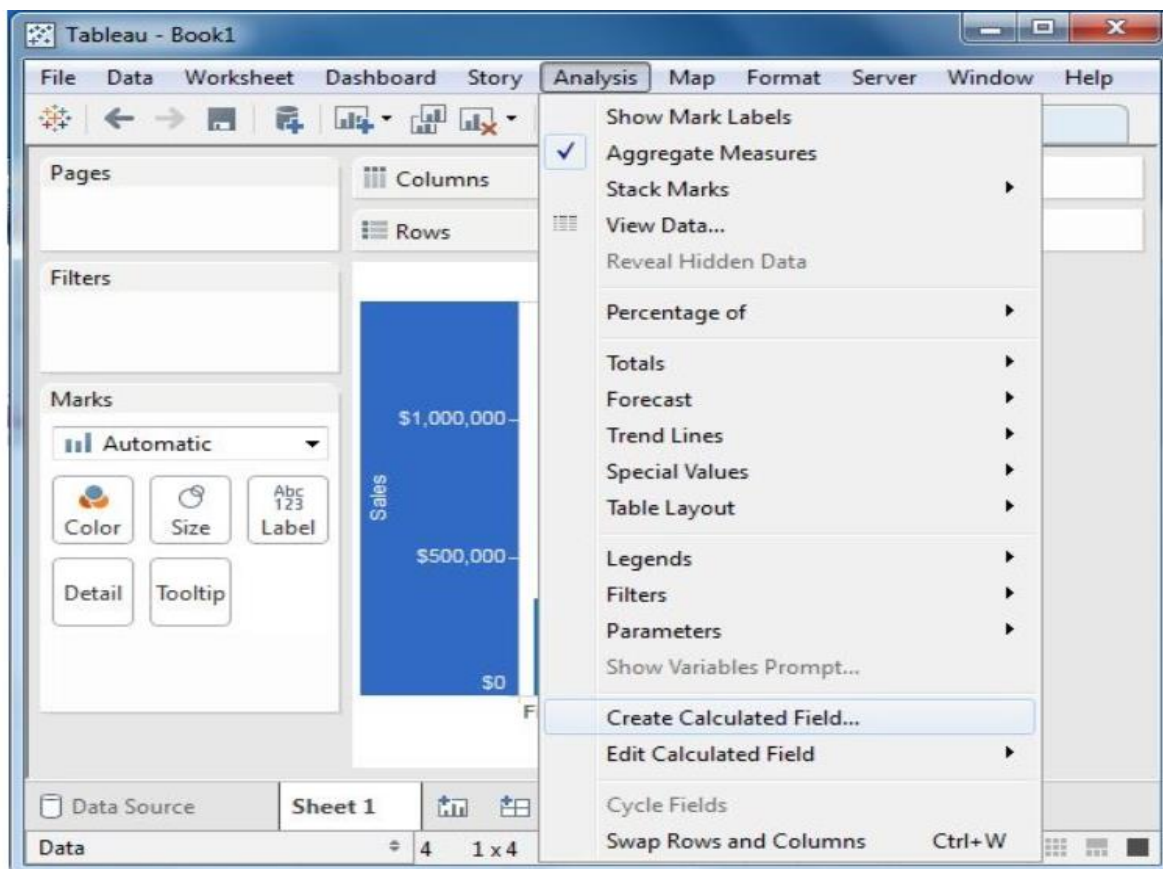 Tableau - Book1
File Data Worksheet Dashboard Story Analysis Map Format Server Window Help
Pages
Columns
Rows
Filters
Marks
Automatic
Color
Size
Abc
123
Label
Detail
Tooltip
Sales
$1,000,000
$500,000
$0
F
Show Mark Labels
Aggregate Measures
Stack Marks
View Data...
Reveal Hidden Data
Percentage of
Totals
Forecast
Trend Lines
Special Values
Table Layout
Legends
Filters
Parameters
Show Variables Prompt...
Create Calculated Field...
Edit Calculated Field
Cycle Fields
Swap Rows and Columns Ctrl+W
Data Source
Sheet 1
Data 4 1 x 4